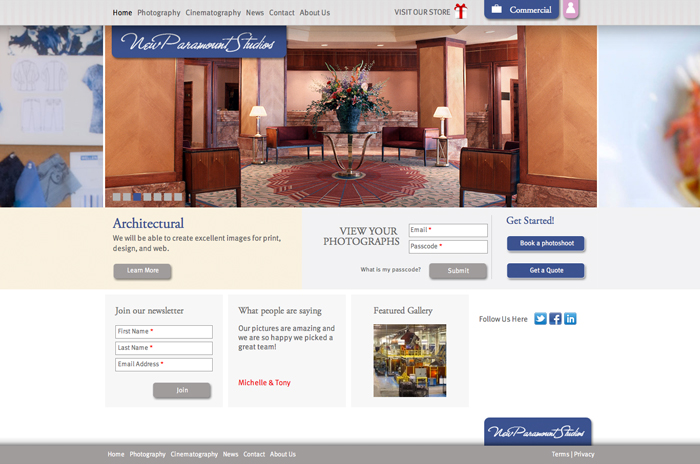 Home Photography Cinematography News Contact About Us
VISIT OUR STORE
Commercial
New Paramount Studios
Architectural
We will be able to create excellent images for print,
design, and web.
Learn More
VIEW YOUR
PHOTOGRAPHS
Email *
Passcode *
What is my passcode?
Submit
Get Started!
Book a photoshoot
Get a Quote
Join our newsletter
First Name *
Last Name *
Email Address *
Join
What people are saying
Our pictures are amazing and
we are so happy we picked a
great team!
Michelle & Tony
Featured Gallery
Follow Us Here
New Paramount Studios
Home Photography Cinematography News Contact About Us
Terms | Privacy